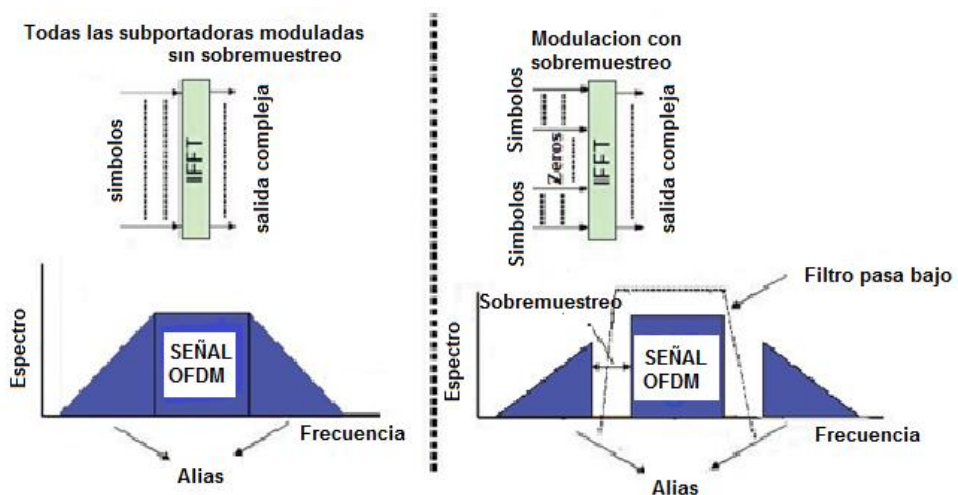 Todas las subportadoras moduladas
sin sobremuestreo
simbolos
IFFT
salida compleja
Espectro
SEÑAL
OFDM
Frecuencia
Alias
Modulacion con
sobremuestreo
Simbolos
Zeros
Simbolos
IFFT
salida compleja
Filtro pasa bajo
Sobremuestreo
Espectro
SEÑAL
OFDM
Frecuencia
Alias